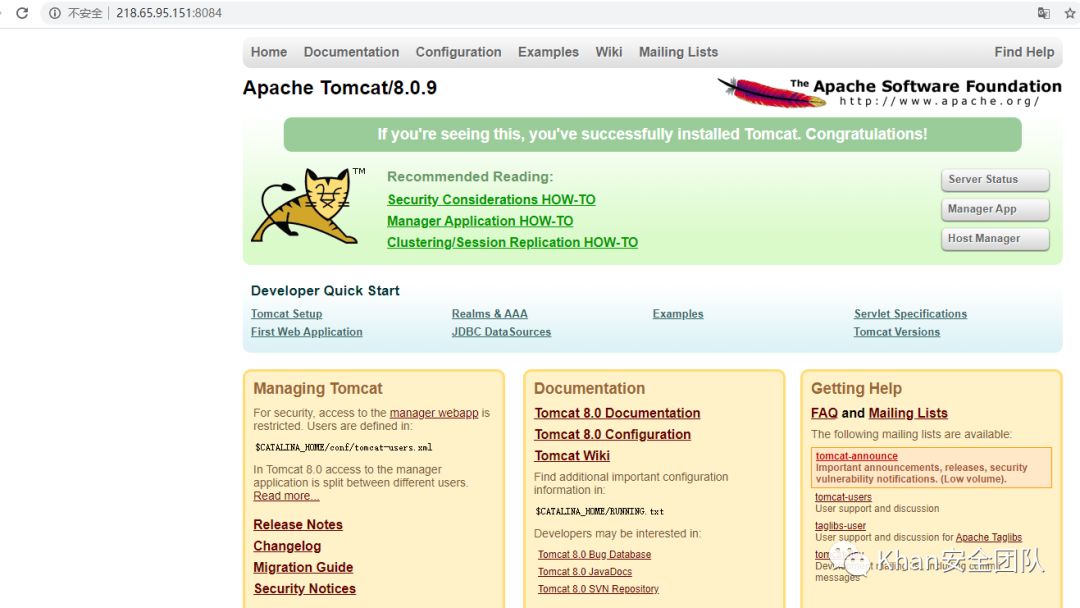 不安全 | 218.65.95.151:8084
Home Documentation Configuration Examples Wiki Mailing Lists Find Help
Apache Tomcat/8.0.9
The Apache Software Foundation
http://www.apache.org/
If you're seeing this, you've successfully installed Tomcat. Congratulations!
TM
Recommended Reading:
Security Considerations HOW-TO
Manager Application HOW-TO
Clustering/Session Replication HOW-TO
Server Status
Manager App
Host Manager
Developer Quick Start
Tomcat Setup
First Web Application
Realms & AAA
JDBC DataSources
Examples
Servlet Specifications
Tomcat Versions
Managing Tomcat
For security, access to the manager webapp is
restricted. Users are defined in:
$CATALINA_HOME/conf/tomcat-users.xml
In Tomcat 8.0 access to the manager
application is split between different users.
Read more...
Release Notes
Changelog
Migration Guide
Security Notices
Documentation
Tomcat 8.0 Documentation
Tomcat 8.0 Configuration
Tomcat Wiki
Find additional important configuration
information in:
$CATALINA_HOME/RUNNING.txt
Developers may be interested in:
Tomcat 8.0 Bug Database
Tomcat 8.0 JavaDocs
Tomcat 8.0 SVN Repository
Getting Help
FAQ and Mailing Lists
The following mailing lists are available:
tomcat-announce
Important announcements, releases, security
vulnerability notifications. (Low volume).
tomcat-users
User support and discussion
taglibs-user
User support and discussion for Apache Taglibs
messages
Khan安全团队